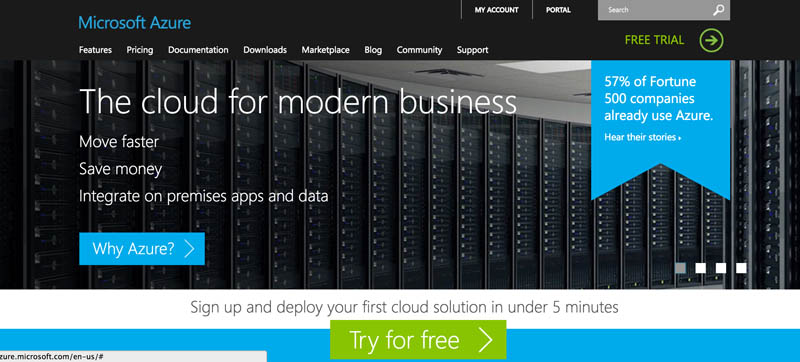 MY ACCOUNT
PORTAL
Search
Microsoft Azure
FREE TRIAL
Features Pricing Documentation Downloads Marketplace Blog Community Support
The cloud for modern business
Move faster
Save money
Integrate on premises apps and data
Why Azure?
57% of Fortune
500 companies
already use Azure.
Hear their stories
Sign up and deploy your first cloud solution in under 5 minutes
Try for free
zure.microsoft.com/en-us/#